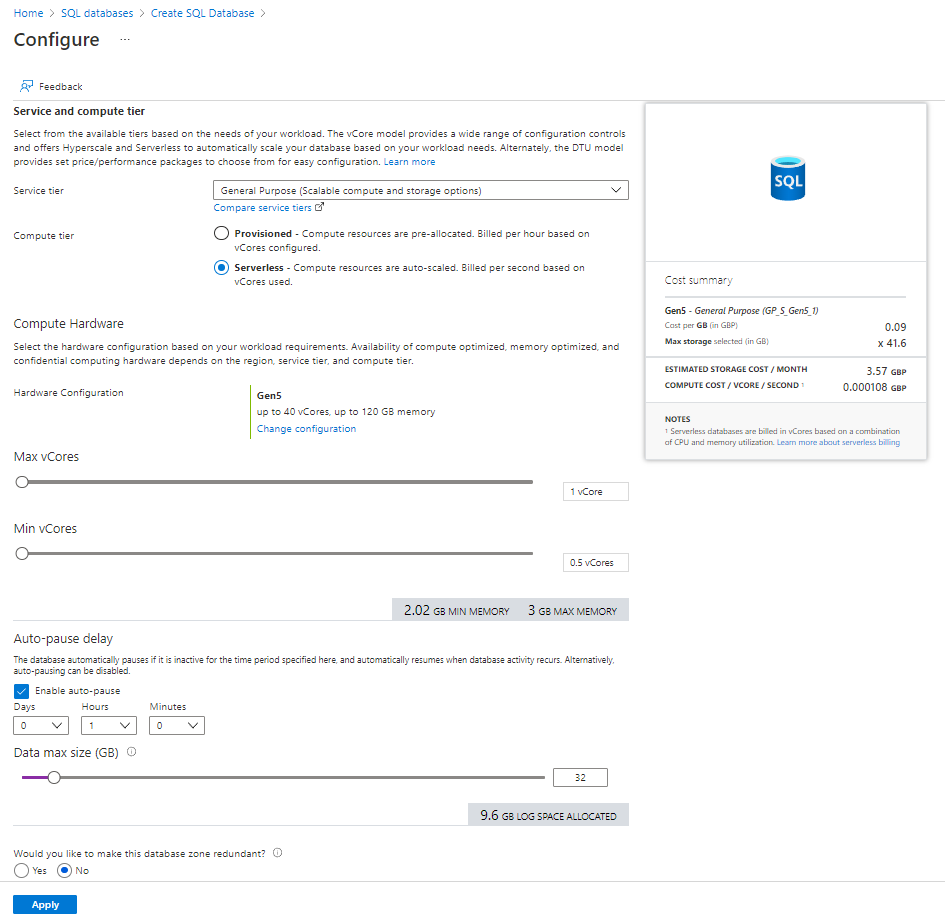 Home > SQL databases > Create SQL Database >
Configure ...
Feedback
Service and compute tier
Select from the available tiers based on the needs of your workload. The vCore model provides a wide range of configuration controls
and offers Hyperscale and Serverless to automatically scale your database based on your workload needs. Alternately, the DTU model
provides set price/performance packages to choose from for easy configuration. Learn more
Service tier
General Purpose (Scalable compute and storage options)
Compare service tiers
Compute tier
Provisioned - Compute resources are pre-allocated. Billed per hour based on
vCores configured.
Serverless - Compute resources are auto-scaled. Billed per second based on
vCores used.
Compute Hardware
Select the hardware configuration based on your workload requirements. Availability of compute optimized, memory optimized, and
confidential computing hardware depends on the region, service tier, and compute tier.
Hardware Configuration
Gen5
up to 40 vCores, up to 120 GB memory
Change configuration
Max vCores
1 vCore
Min vCores
0.5 vCores
2.02 GB MIN MEMORY 3 GB MAX MEMORY
Auto-pause delay
The database automatically pauses if it is inactive for the time period specified here, and automatically resumes when database activity recurs. Alternatively,
auto-pausing can be disabled.
Enable auto-pause
Days Hours Minutes
0 1 0
Data max size (GB)
32
9.6 GB LOG SPACE ALLOCATED
Would you like to make this database zone redundant?
Yes No
Apply
SQL
Cost summary
Gen5 - General Purpose (GP_S_Gen5_1)
Cost per GB (in GBP) 0.09
Max storage selected (in GB) x 41.6
ESTIMATED STORAGE COST / MONTH 3.57 GBP
COMPUTE COST / VCORE / SECOND ¹ 0.000108 GBP
NOTES
¹ Serverless databases are billed in vCores based on a combination
of CPU and memory utilization. Learn more about serverless billing